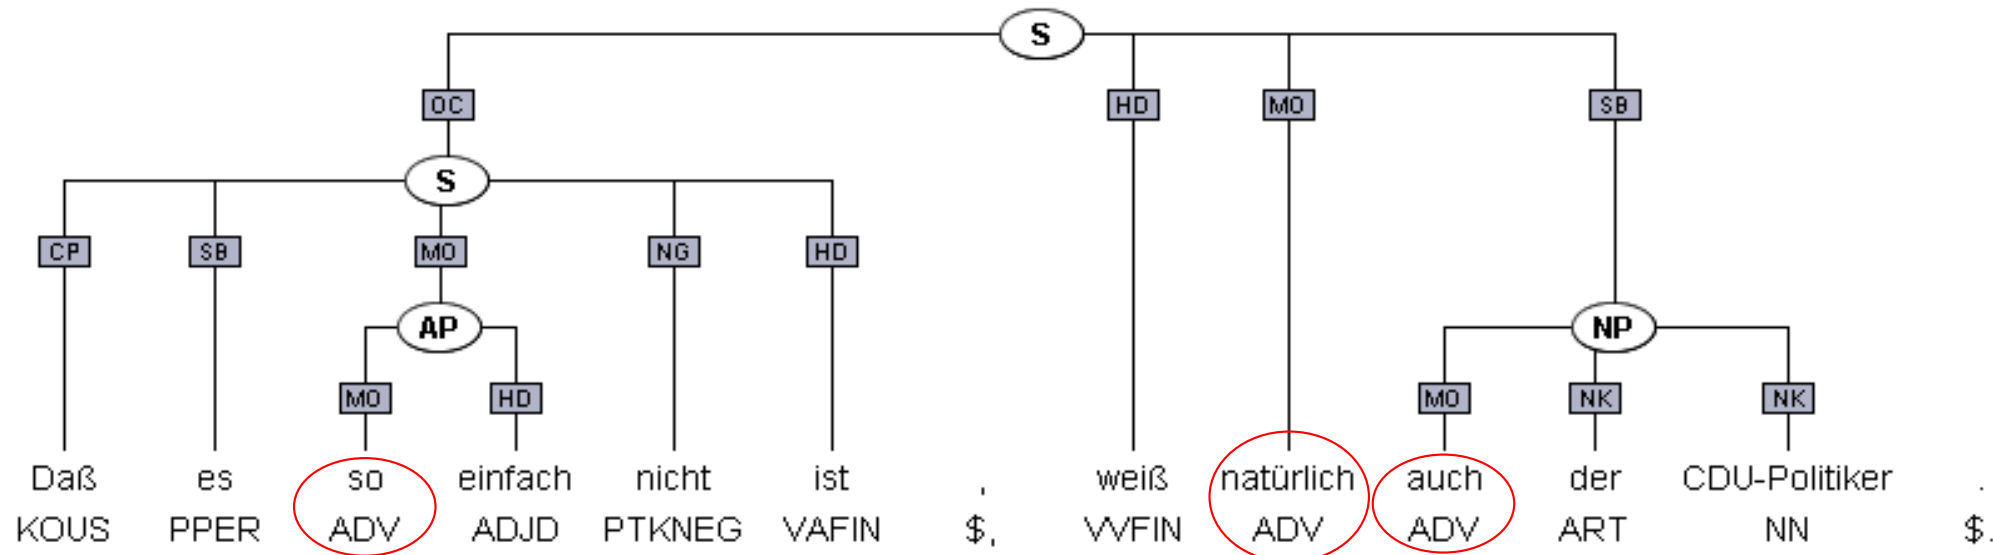 S
OC HD MO SB
S
CP SB MO NG HD
AP NP
MO HD MO NK NK
Daß es so einfach nicht ist , weiß natürlich auch der CDU-Politiker .
KOUS PPER ADV ADJD PTKNEG VAFIN $, VVFIN ADV ADV ART NN $.